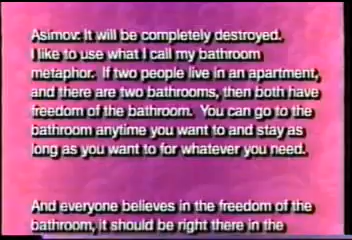 Asimov: It will be completely destroyed.
I like to use what I call my bathroom
metaphor. If two people live in an apartment,
and there are two bathrooms, then both have
freedom of the bathroom. You can go to the
bathroom anytime you want to and stay as
long as you want to for whatever you need.
And everyone believes in the freedom of the
bathroom, it should be right there in the